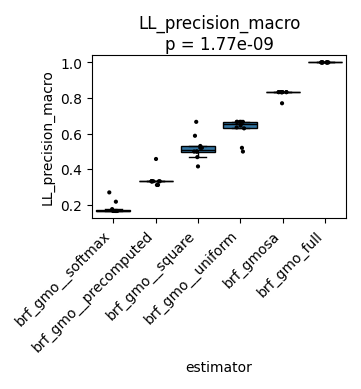 LL_precision_macro
p = 1.77e-09
LL_precision_macro
1.0
0.8
0.6
0.4
0.2
brf_gmo__softmax
brf_gmo__precomputed
brf_gmo__square
brf_gmo__uniform
brf_gmosa
brf_gmo_full
estimator